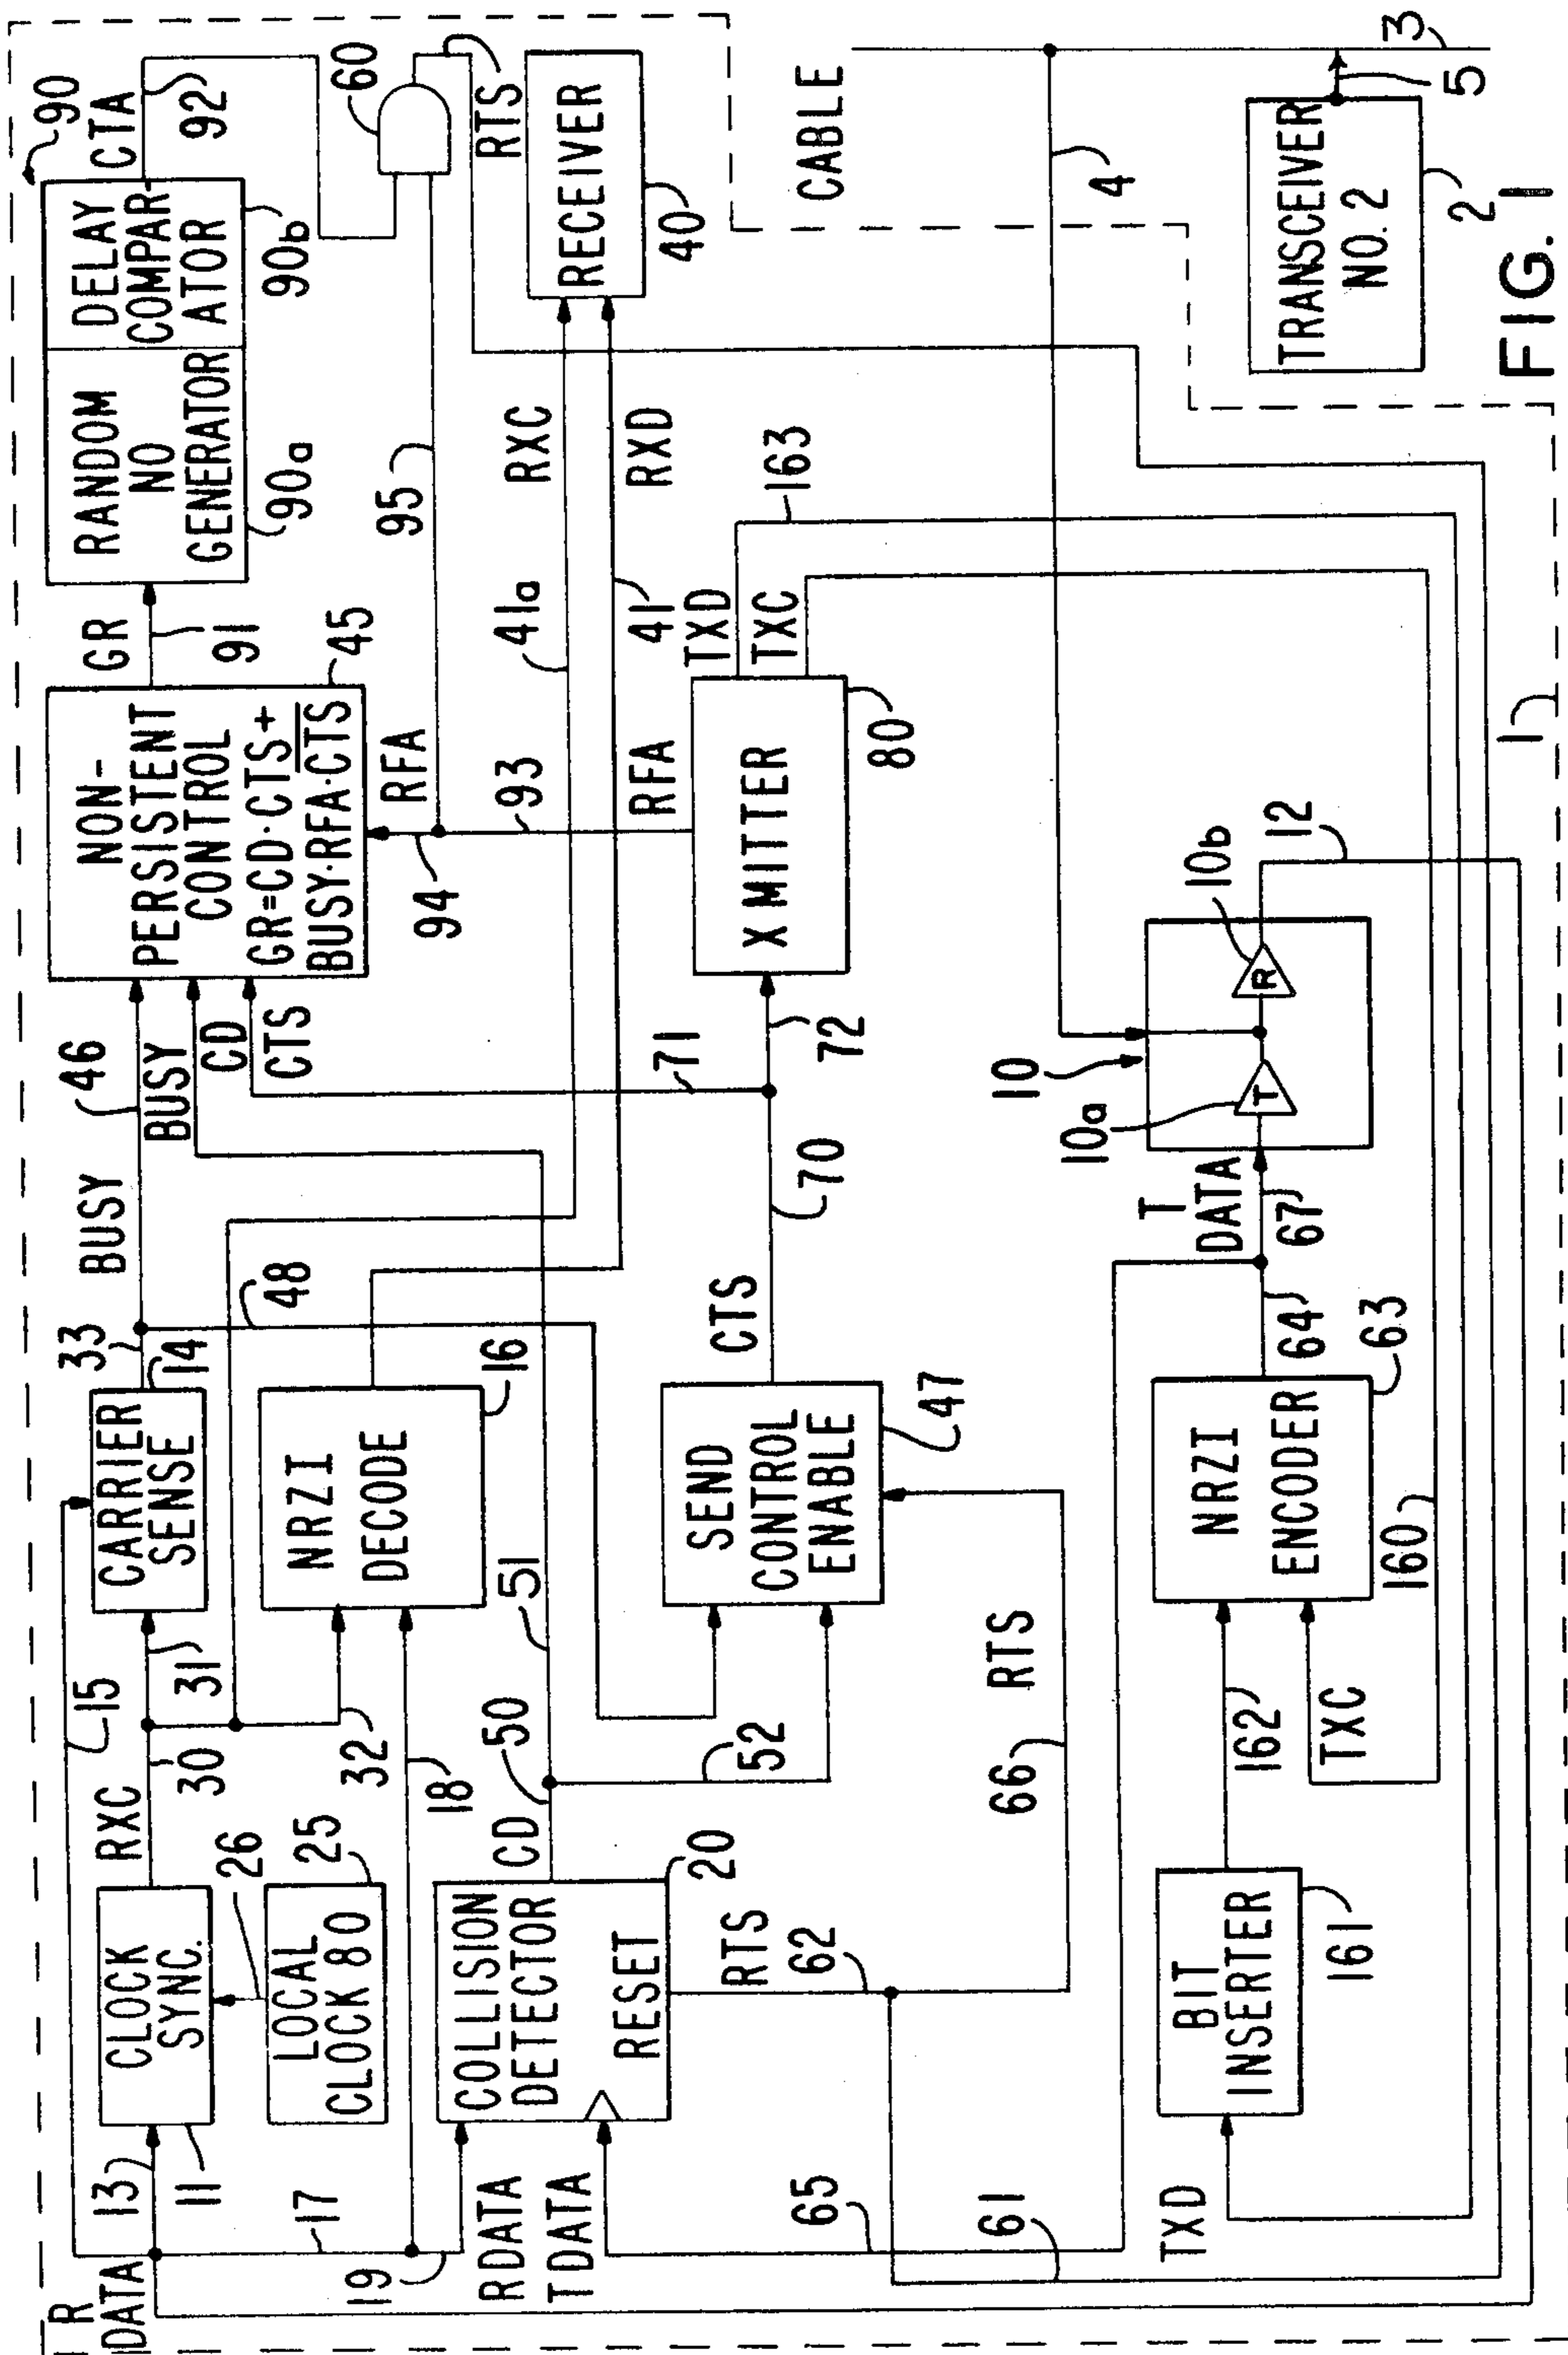 R
DATA
13
11
15
17
19
RDATA
TDATA
65
61
TXD
CLOCK
SYNC.
RXC
30
31
26
25
LOCAL
CLOCK 80
32
18
COLLISION
DETECTOR
RESET
20
CD
50
51
52
RTS
62
66
RTS
BIT
INSERTER
161
162
TXC
160
CARRIER
SENSE
14
33
48
BUSY
46
BUSY
CD
CTS
NRZI
DECODE
16
SEND
CONTROL
ENABLE
47
CTS
70
71
72
NRZI
ENCODER
63
64
67
T
DATA
10
10a
T
R
10b
12
NON-
PERSISTENT
CONTROL
GR=CD·CTS+
BUSY·RFA·C̅T̅S̅
45
GR
91
RFA
94
93
RFA
95
XMITTER
80
TXD
TXC
163
41a
41
RXC
RXD
RANDOM
NO
GENERATOR
90a
DELAY
COMPAR-
ATOR
90b
90
CTA
92
60
RTS
RECEIVER
40
CABLE
4
3
5
TRANSCEIVER
NO. 2
2
1
FIG. 1